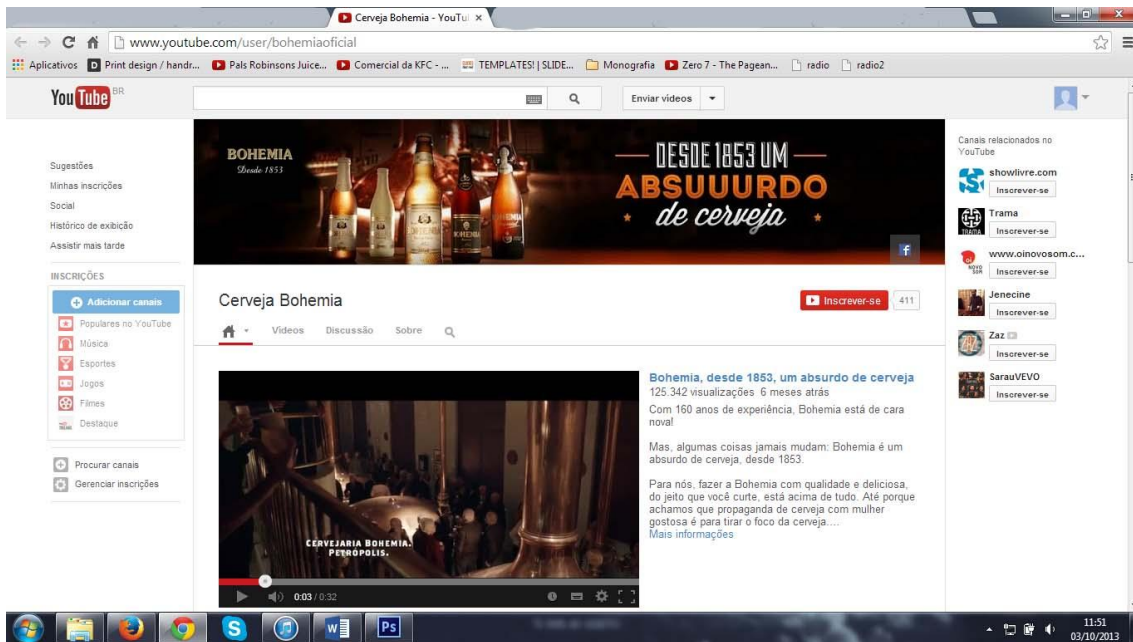 Cerveja Bohemia - YouTu
www.youtube.com/user/bohemiaoficial
Aplicativos
Print design / handr...
Pals Robinsons Juice...
Comercial da KFC - ...
TEMPLATES! | SLIDE...
Monografia
Zero 7 - The Pagean...
radio
radio2
YouTube BR
Enviar vídeos
Sugestões
Minhas inscrições
Social
Histórico de exibição
Assistir mais tarde
INSCRIÇÕES
Adicionar canais
Populares no YouTube
Música
Esportes
Jogos
Filmes
Destaque
Procurar canais
Gerenciar inscrições
BOHEMIA
Desde 1853
DESDE 1853 UM
ABSUUURDO
de cerveja
Cerveja Bohemia
Inscrever-se
411
Vídeos
Discussão
Sobre
CERVEJARIA BOHEMIA.
PETRÓPOLIS.
0:03 / 0:32
Bohemia, desde 1853, um absurdo de cerveja
125.342 visualizações 6 meses atrás
Com 160 anos de experiência, Bohemia está de cara
nova!
Mas, algumas coisas jamais mudam: Bohemia é um
absurdo de cerveja, desde 1853.
Para nós, fazer a Bohemia com qualidade e deliciosa,
do jeito que você curte, está acima de tudo. Até porque
achamos que propaganda de cerveja com mulher
gostosa é para tirar o foco da cerveja....
Mais informações
Canais relacionados no
YouTube
showlivre.com
Inscrever-se
Trama
Inscrever-se
www.oinovosom.c...
Inscrever-se
Jenecine
Inscrever-se
Zaz
Inscrever-se
SarauVEVO
Inscrever-se
11:51
03/10/2013